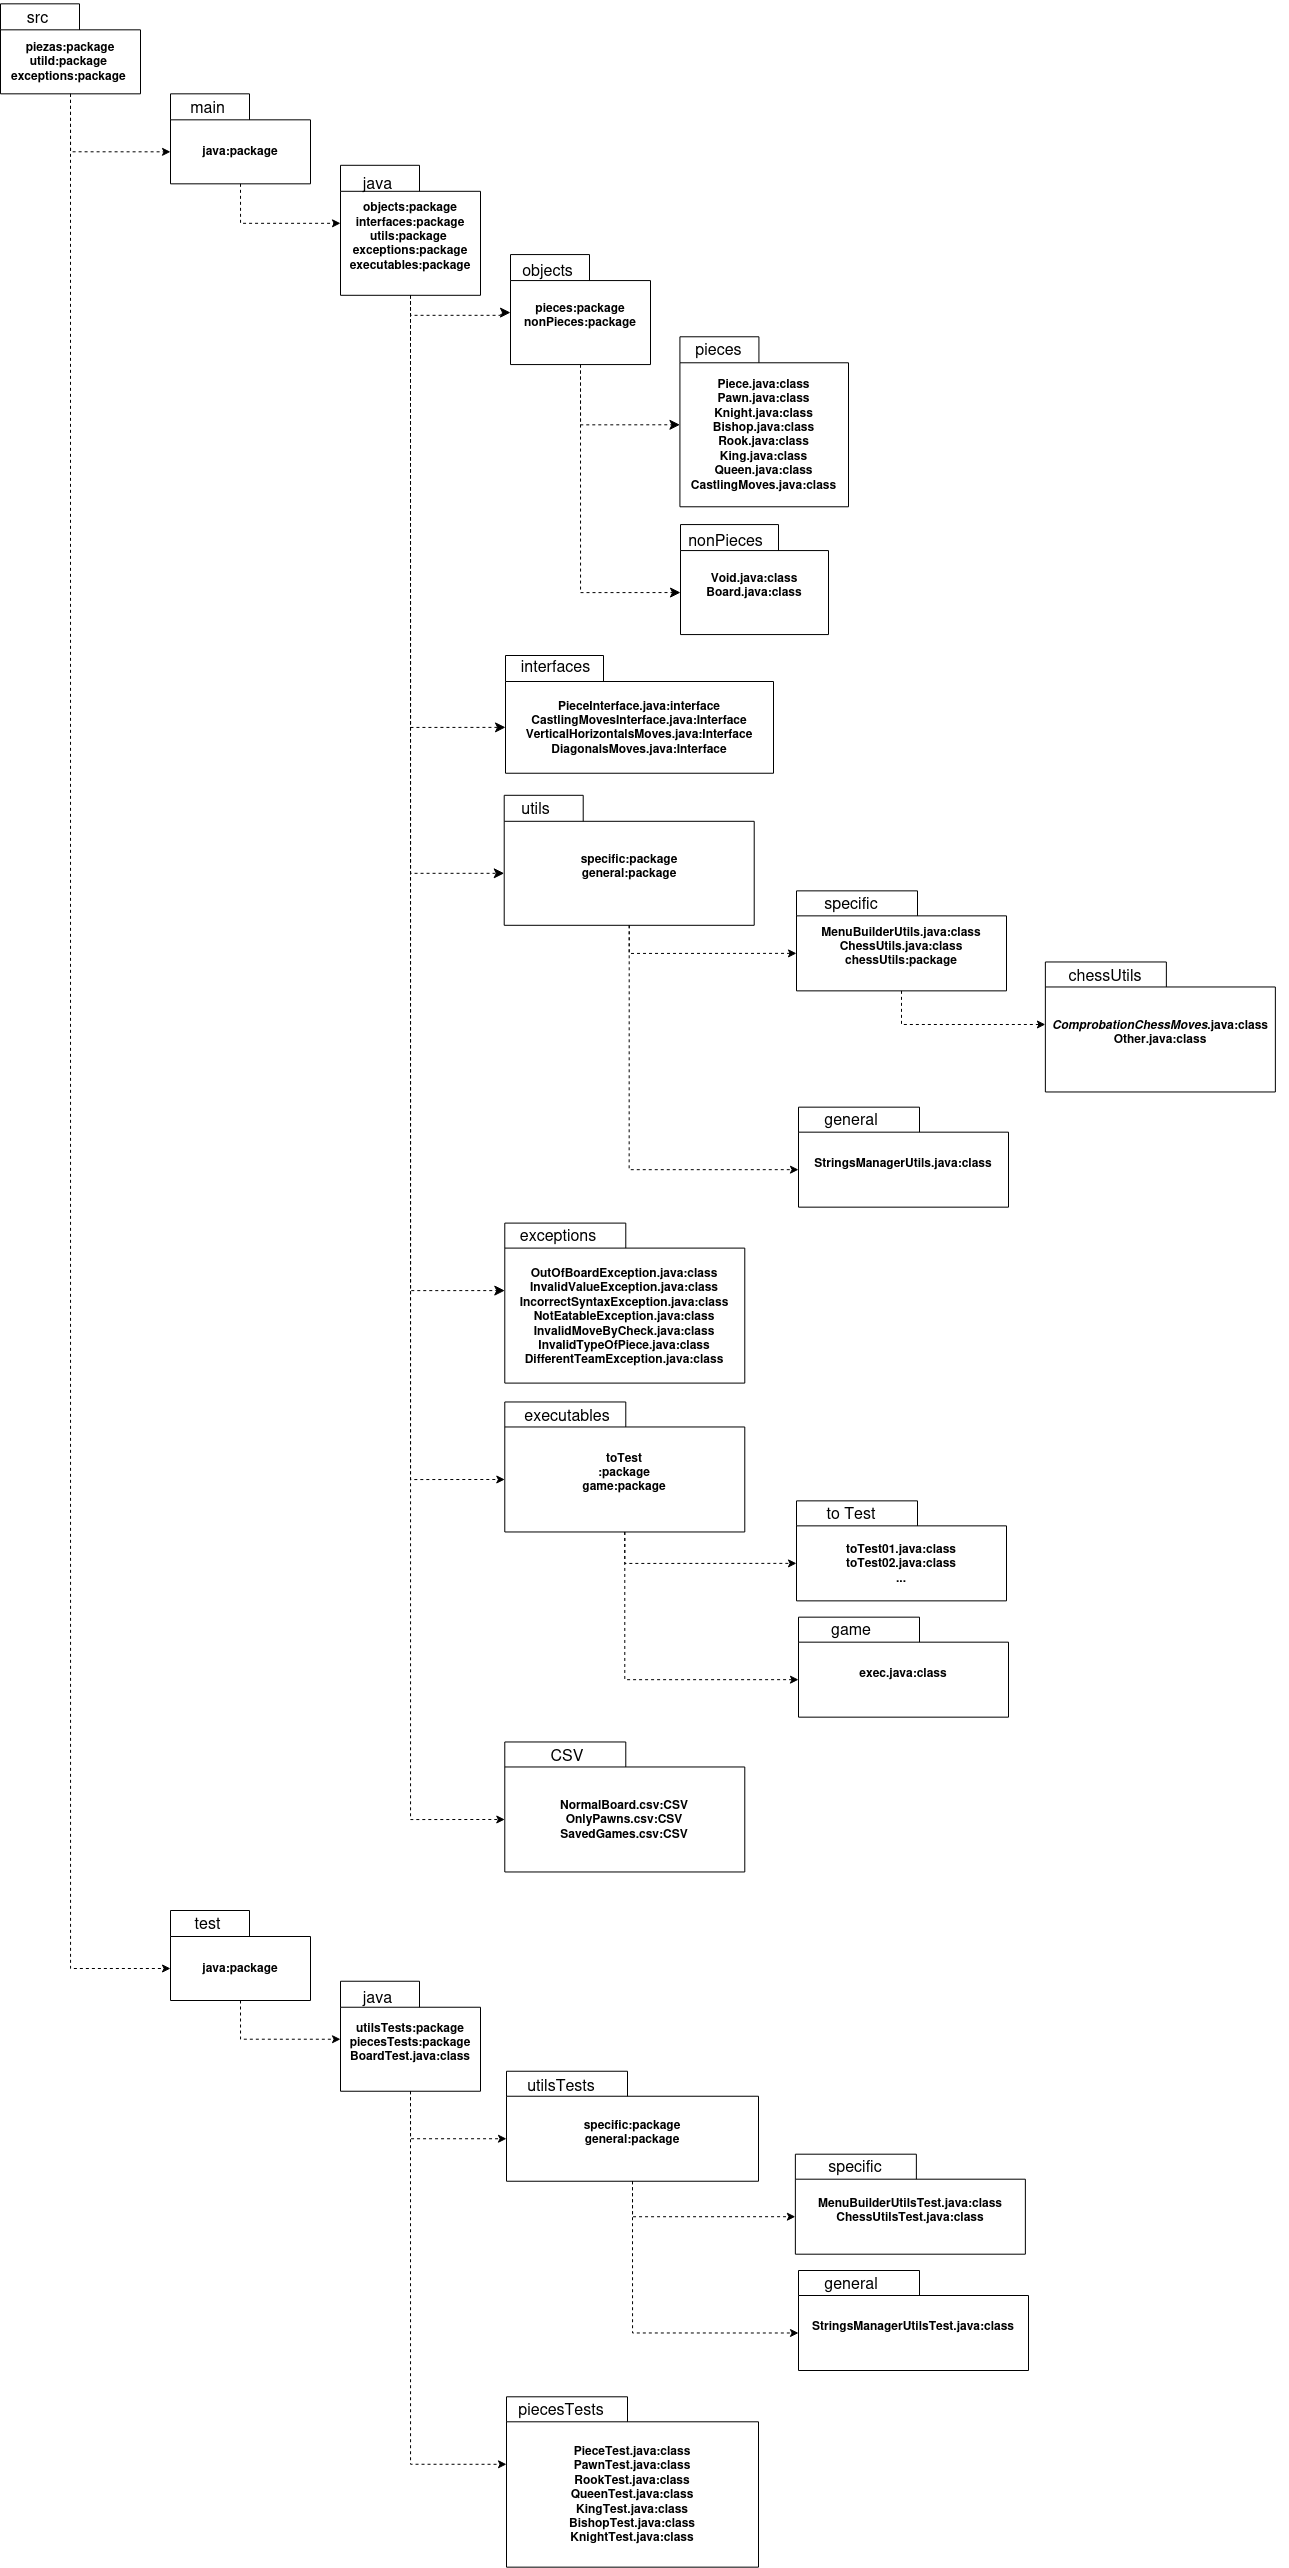 src
piezas:package
utild:package
exceptions:package
main
java:package
java
objects:package
interfaces:package
utils:package
exceptions:package
executables:package
objects
pieces:package
nonPieces:package
pieces
Piece.java:class
Pawn.java:class
Knight.java:class
Bishop.java:class
Rook.java:class
King.java:class
Queen.java:class
CastlingMoves.java:class
nonPieces
Void.java:class
Board.java:class
interfaces
PieceInterface.java:interface
CastlingMovesInterface.java:Interface
VerticalHorizontalsMoves.java:Interface
DiagonalsMoves.java:Interface
utils
specific:package
general:package
specific
MenuBuilderUtils.java:class
ChessUtils.java:class
chessUtils:package
chessUtils
ComprobationChessMoves.java:class
Other.java:class
general
StringsManagerUtils.java:class
exceptions
OutOfBoardException.java:class
InvalidValueException.java:class
IncorrectSyntaxException.java:class
NotEatableException.java:class
InvalidMoveByCheck.java:class
InvalidTypeOfPiece.java:class
DifferentTeamException.java:class
executables
toTest
:package
game:package
to Test
toTest01.java:class
toTest02.java:class
...
game
exec.java:class
CSV
NormalBoard.csv:CSV
OnlyPawns.csv:CSV
SavedGames.csv:CSV
test
java:package
java
utilsTests:package
piecesTests:package
BoardTest.java:class
utilsTests
specific:package
general:package
specific
MenuBuilderUtilsTest.java:class
ChessUtilsTest.java:class
general
StringsManagerUtilsTest.java:class
piecesTests
PieceTest.java:class
PawnTest.java:class
RookTest.java:class
QueenTest.java:class
KingTest.java:class
BishopTest.java:class
KnightTest.java:class